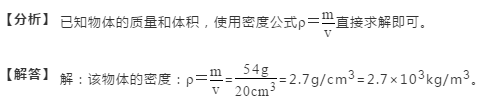 【分析】已知物体的质量和体积，使用密度公式ρ=m/v直接求解即可。
【解答】解：该物体的密度：ρ=m/v=54g/20cm³=2.7g/cm³=2.7×10³kg/m³。